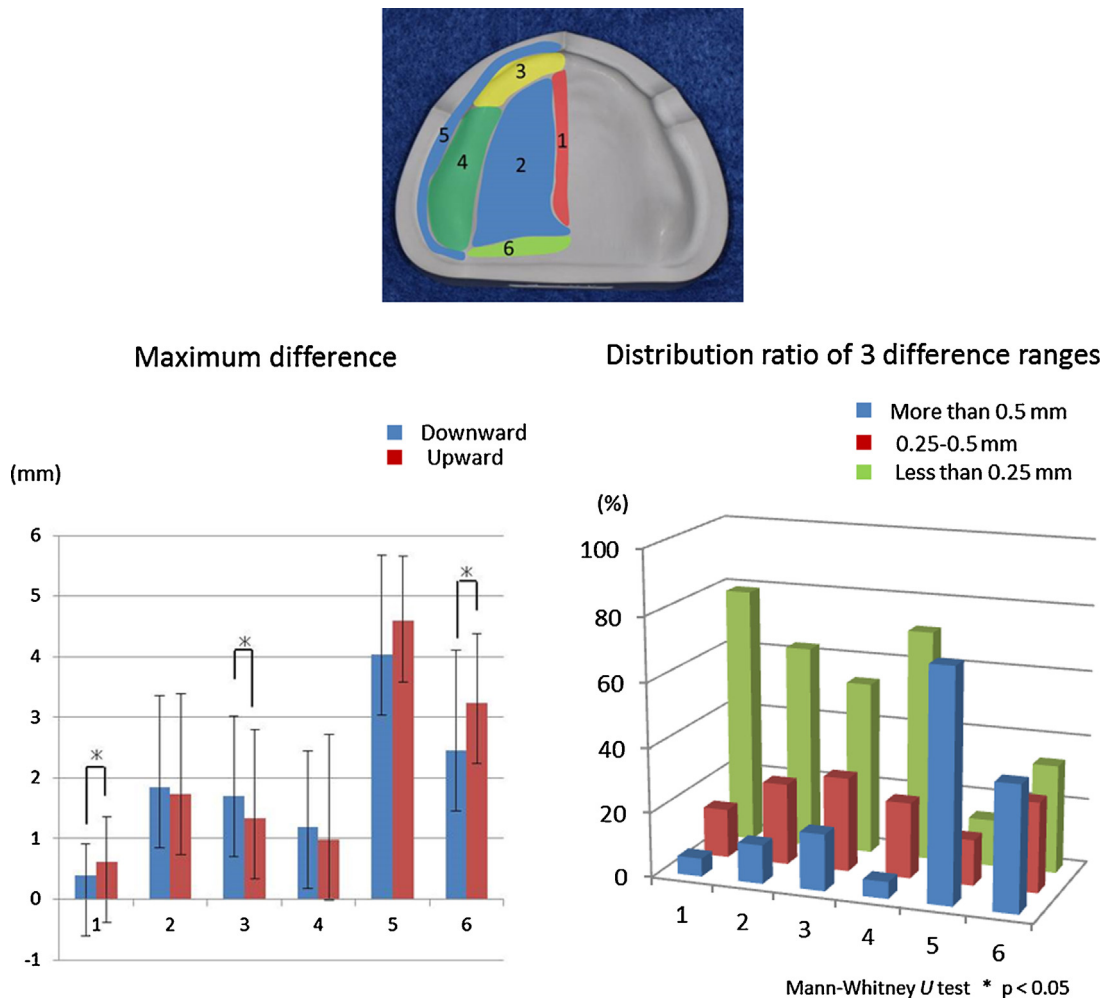 3
5
1
4
2
6
Maximum difference
Downward
Upward
(mm)
6
5
4
3
2
1
0
-1
*
*
*
1 2 3 4 5 6
Distribution ratio of 3 difference ranges
More than 0.5 mm
0.25-0.5 mm
Less than 0.25 mm
(%)
100
80
60
40
20
0
1 2 3 4 5 6
Mann-Whitney U test * p < 0.05